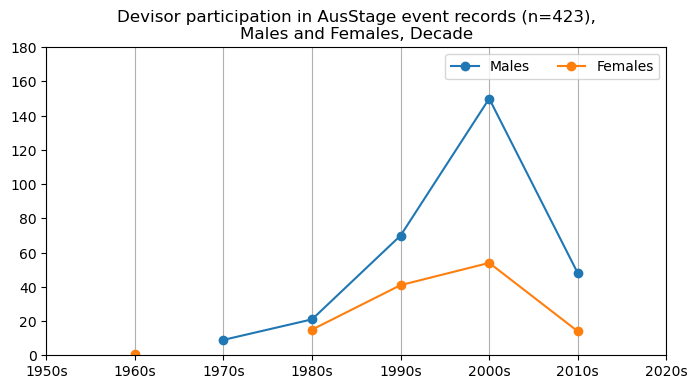 Devisor participation in AusStage event records (n=423),
Males and Females, Decade
Males Females
180
160
140
120
100
80
60
40
20
0
1950s 1960s 1970s 1980s 1990s 2000s 2010s 2020s